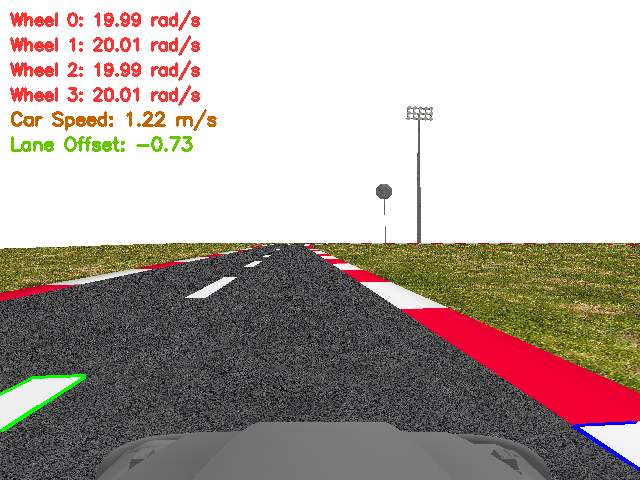 Wheel 0: 19.99 rad/s
Wheel 1: 20.01 rad/s
Wheel 2: 19.99 rad/s
Wheel 3: 20.01 rad/s
Car Speed: 1.22 m/s
Lane Offset: -0.73